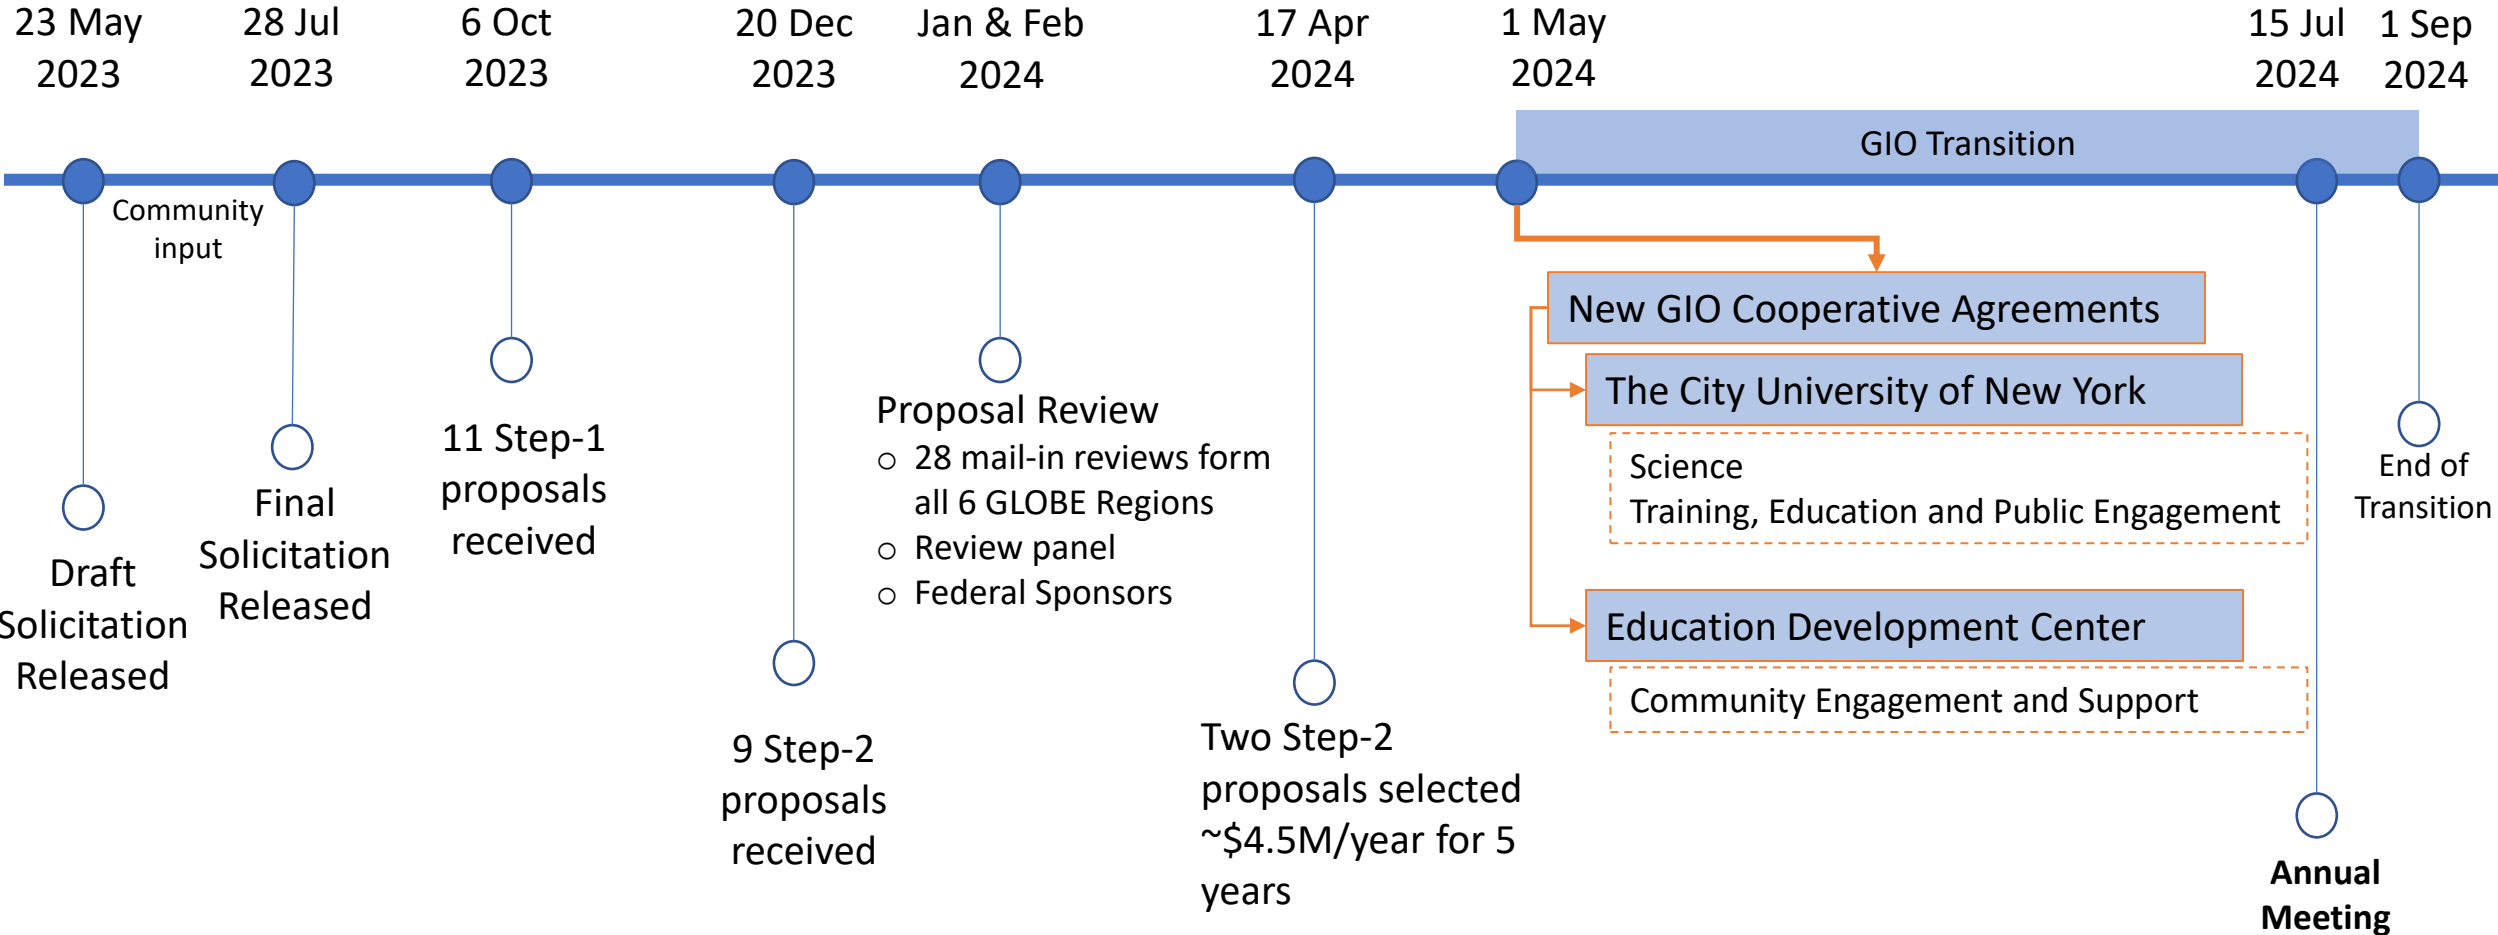 23 May
2023
28 Jul
2023
6 Oct
2023
20 Dec
2023
Jan & Feb
2024
17 Apr
2024
1 May
2024
15 Jul
2024
1 Sep
2024
GIO Transition
Community
input
Draft
Solicitation
Released
Final
Solicitation
Released
11 Step-1
proposals
received
9 Step-2
proposals
received
Proposal Review
○ 28 mail-in reviews form
all 6 GLOBE Regions
○ Review panel
○ Federal Sponsors
Two Step-2
proposals selected
~$4.5M/year for 5
years
New GIO Cooperative Agreements
The City University of New York
Science
Training, Education and Public Engagement
Education Development Center
Community Engagement and Support
Annual
Meeting
End of
Transition